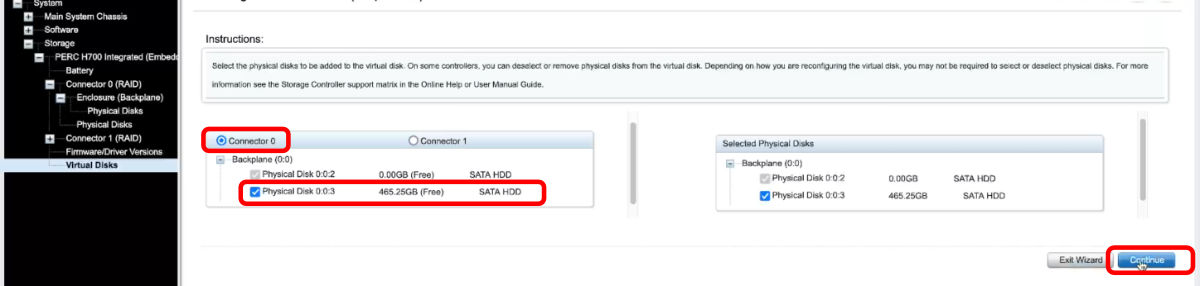 System
Main System Chassis
Software
Storage
PERC H700 Integrated (Embedd
Battery
Connector 0 (RAID)
Enclosure (Backplane)
Physical Disks
Physical Disks
Connector 1 (RAID)
Firmware/Driver Versions
Virtual Disks
Instructions:
Select the physical disks to be added to the virtual disk. On some controllers, you can deselect or remove physical disks from the virtual disk. Depending on how you are reconfiguring the virtual disk, you may not be required to select or deselect physical disks. For more
information see the Storage Controller support matrix in the Online Help or User Manual Guide.
Connector 0 Connector 1
Backplane (0:0)
Physical Disk 0:0:2 0.00GB (Free) SATA HDD
Physical Disk 0:0:3 465.25GB (Free) SATA HDD
Selected Physical Disks
Backplane (0:0)
Physical Disk 0:0:2 0.00GB SATA HDD
Physical Disk 0:0:3 465.25GB SATA HDD
Exit Wizard Continue